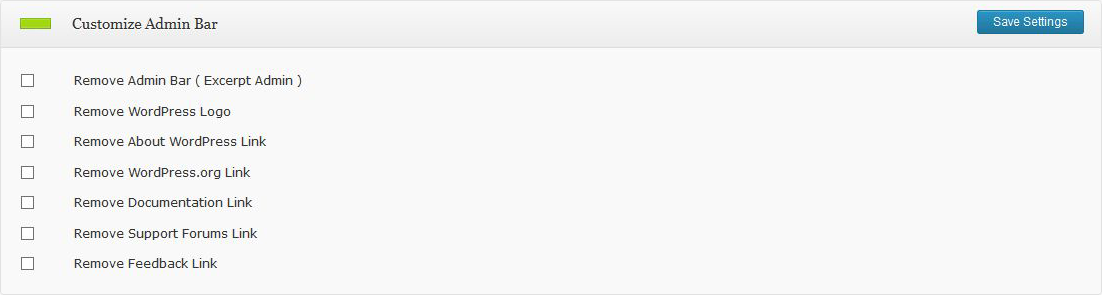 Customize Admin Bar
Save Settings
Remove Admin Bar ( Excerpt Admin )
Remove WordPress Logo
Remove About WordPress Link
Remove WordPress.org Link
Remove Documentation Link
Remove Support Forums Link
Remove Feedback Link